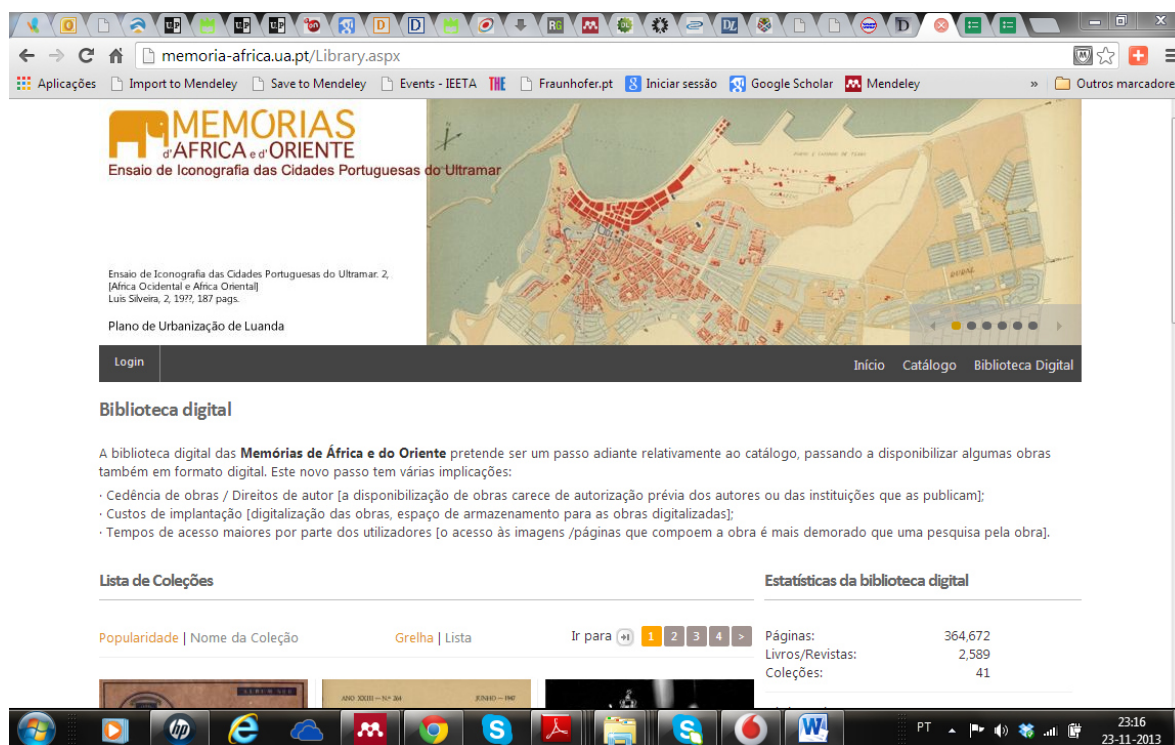 memoria-africa.ua.pt/Library.aspx
Aplicações Import to Mendeley Save to Mendeley Events - IEETA THE Fraunhofer.pt Iniciar sessão Google Scholar Mendeley » Outros marcadore
MEMÓRIAS
d'AFRICA e d'ORIENTE
Ensaio de Iconografia das Cidades Portuguesas do Ultramar
Ensaio de Iconografia das Cidades Portuguesas do Ultramar. 2,
[Africa Ocidental e Africa Oriental]
Luis Silveira, 2, 19??, 187 pags.
Plano de Urbanização de Luanda
Login Início Catálogo Biblioteca Digital
Biblioteca digital
A biblioteca digital das Memórias de África e do Oriente pretende ser um passo adiante relativamente ao catálogo, passando a disponibilizar algumas obras
também em formato digital. Este novo passo tem várias implicações:
· Cedência de obras / Direitos de autor [a disponibilização de obras carece de autorização prévia dos autores ou das instituições que as publicam];
· Custos de implantação [digitalização das obras, espaço de armazenamento para as obras digitalizadas];
· Tempos de acesso maiores por parte dos utilizadores [o acesso às imagens /páginas que compoem a obra é mais demorado que uma pesquisa pela obra].
Lista de Coleções
Estatísticas da biblioteca digital
Popularidade | Nome da Coleção Grelha | Lista Ir para 1 2 3 4 >
Páginas: 364,672
Livros/Revistas: 2,589
Coleções: 41
ANO XXIII — N.º 264 JUNHO — 1947
PT 23:16
23-11-2013